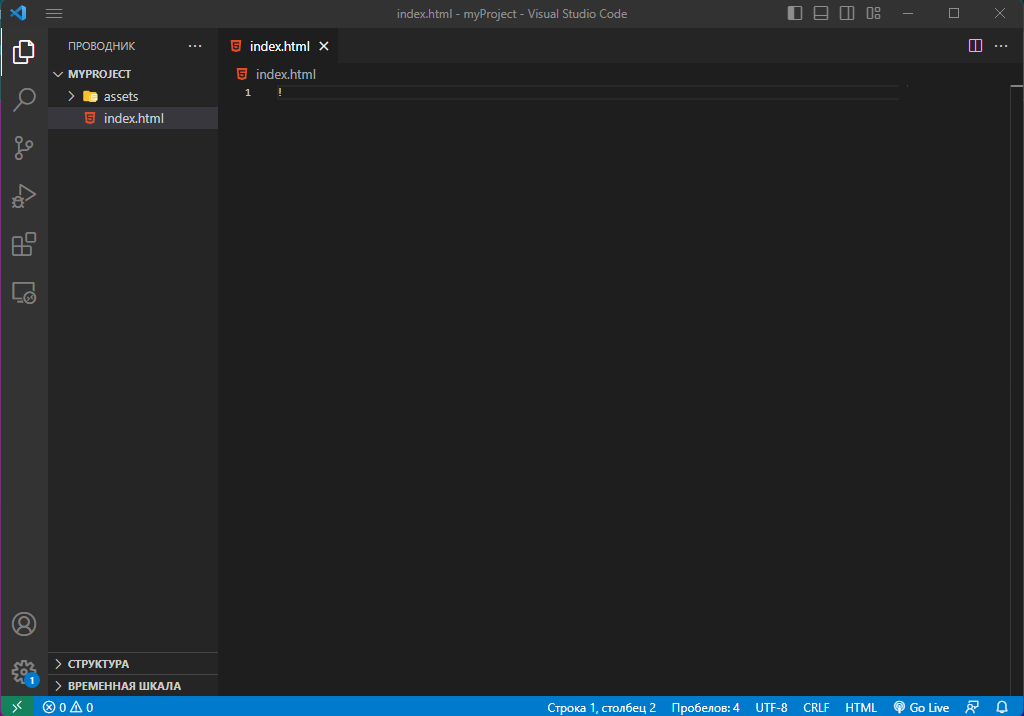 index.html - myProject - Visual Studio Code
ПРОВОДНИК
index.html
MYPROJECT
index.html
assets
1 !
index.html
СТРУКТУРА
1
ВРЕМЕННАЯ ШКАЛА
0 0 Строка 1, столбец 2 Пробелов: 4 UTF-8 CRLF HTML Go Live